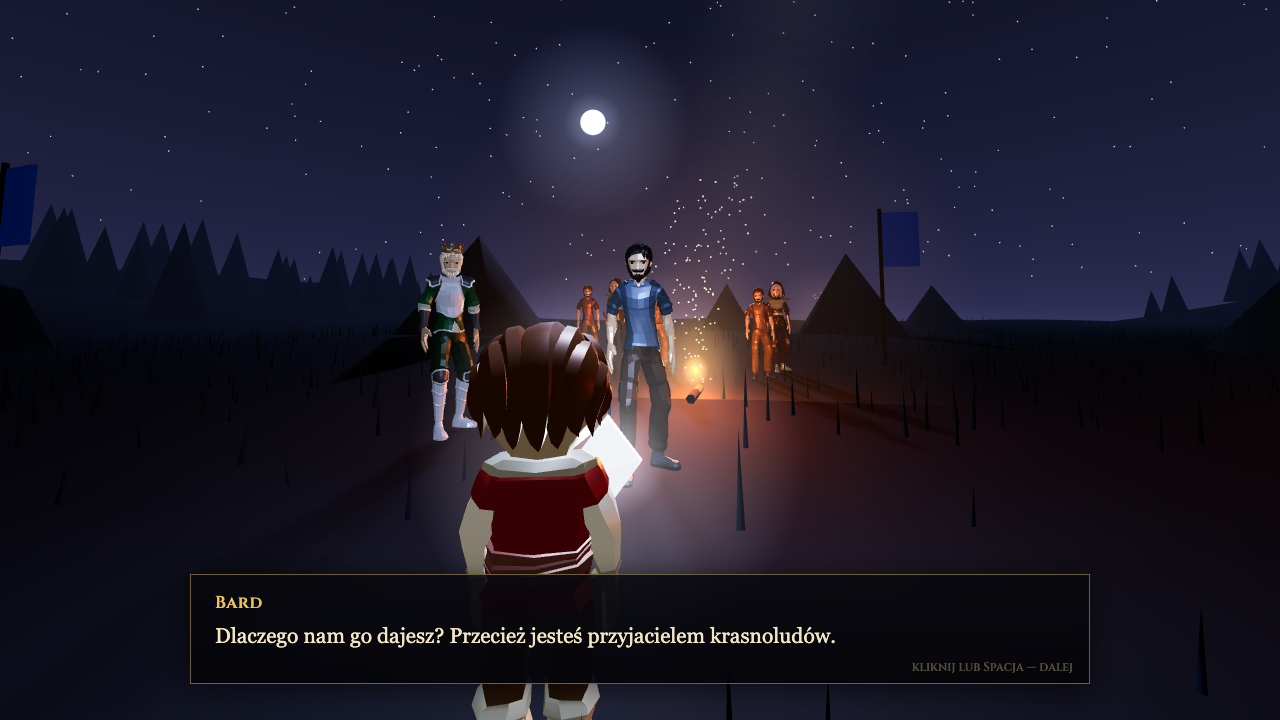 Bard
Dlaczego nam go dajesz? Przecież jesteś przyjacielem krasnoludów.
kliknij lub Spacja — dalej